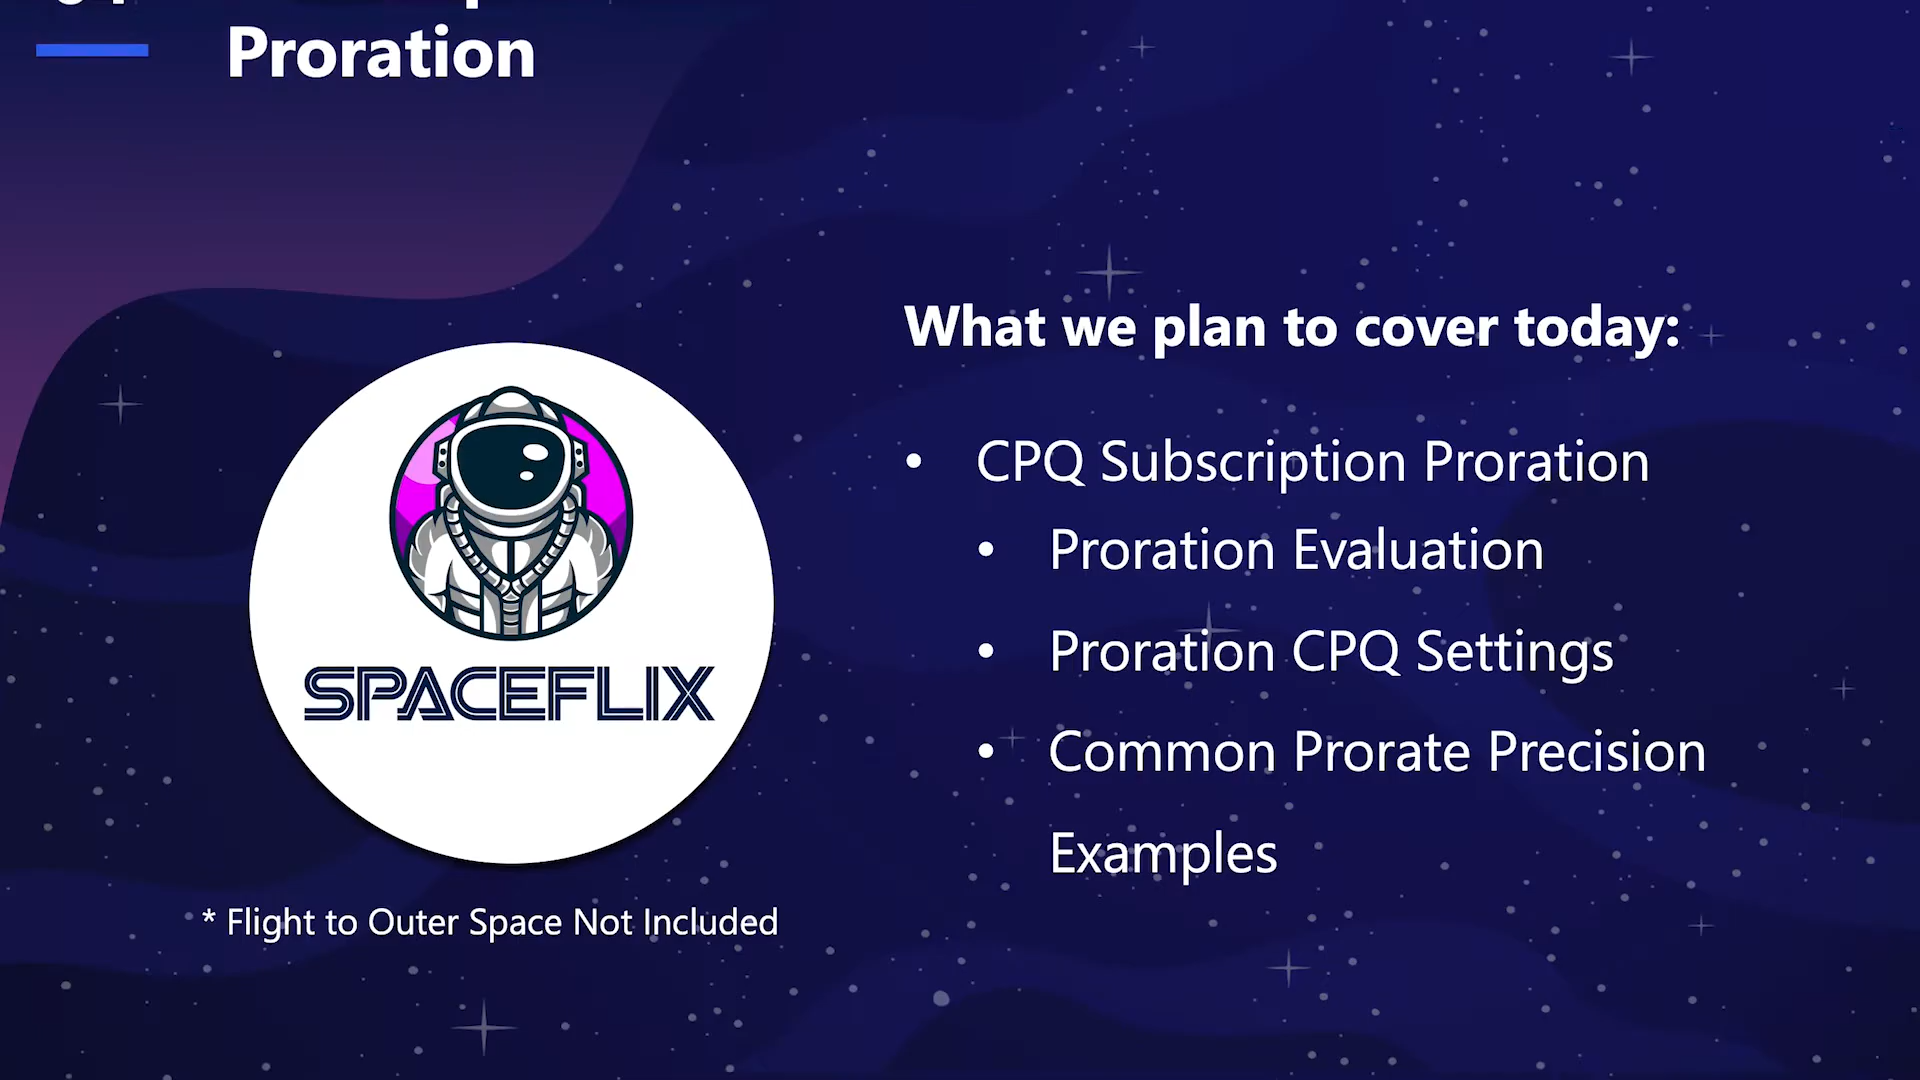 Proration
What we plan to cover today:
• CPQ Subscription Proration
• Proration Evaluation
• Proration CPQ Settings
• Common Prorate Precision
Examples
SPACEFLIX
* Flight to Outer Space Not Included